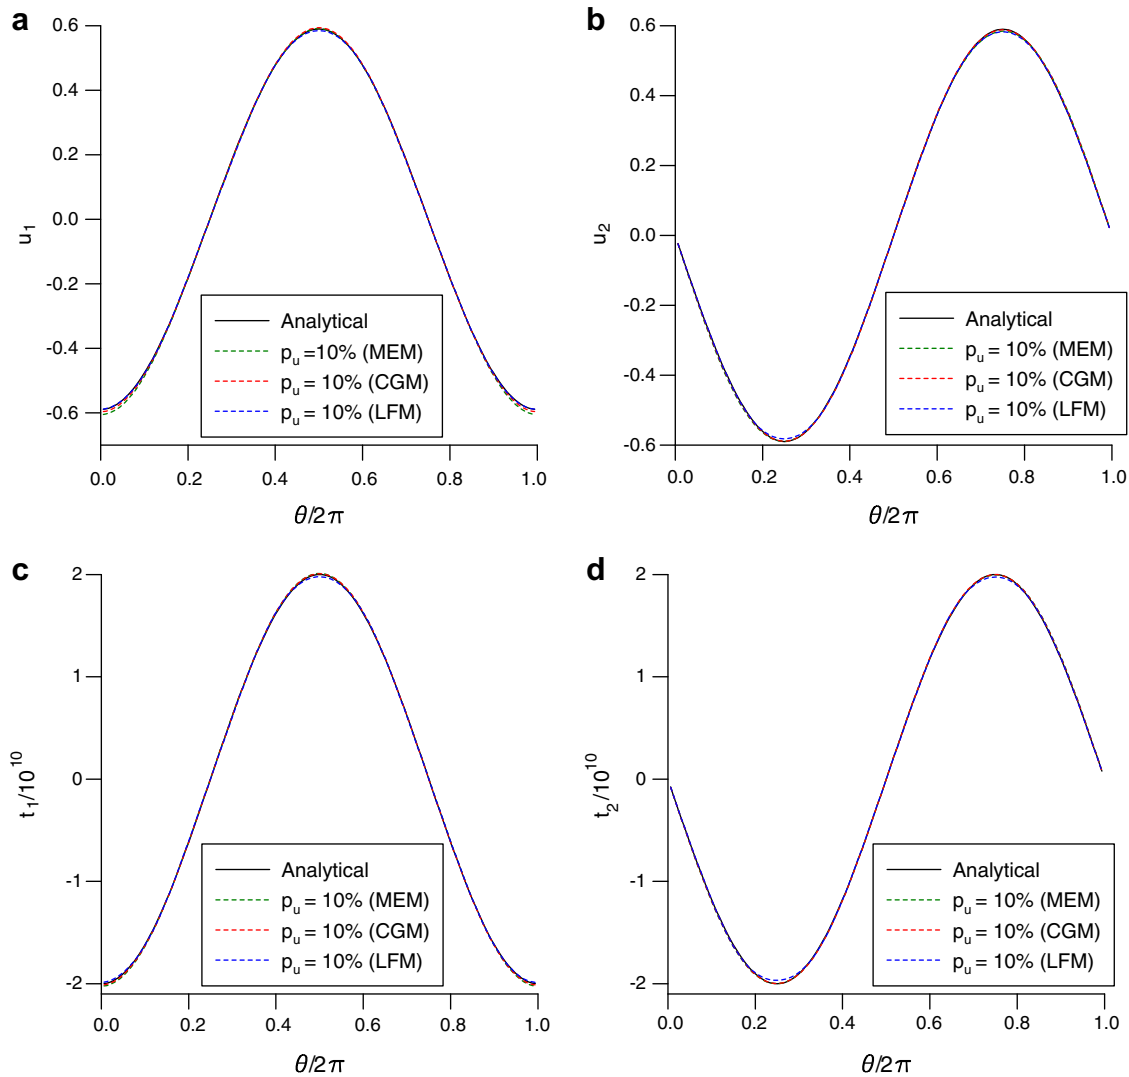 a
0.6
0.4
0.2
0.0
-0.2
-0.4
-0.6
u1
Analytical
pu =10% (MEM)
pu = 10% (CGM)
pu = 10% (LFM)
0.0 0.2 0.4 0.6 0.8 1.0
θ/2π
b
0.6
0.4
0.2
0.0
-0.2
-0.4
-0.6
u2
Analytical
pu = 10% (MEM)
pu = 10% (CGM)
pu = 10% (LFM)
0.0 0.2 0.4 0.6 0.8 1.0
θ/2π
c
2
1
0
-1
-2
t1/10^10
Analytical
pu = 10% (MEM)
pu = 10% (CGM)
pu = 10% (LFM)
0.0 0.2 0.4 0.6 0.8 1.0
θ/2π
d
2
1
0
-1
-2
t2/10^10
Analytical
pu = 10% (MEM)
pu = 10% (CGM)
pu = 10% (LFM)
0.0 0.2 0.4 0.6 0.8 1.0
θ/2π